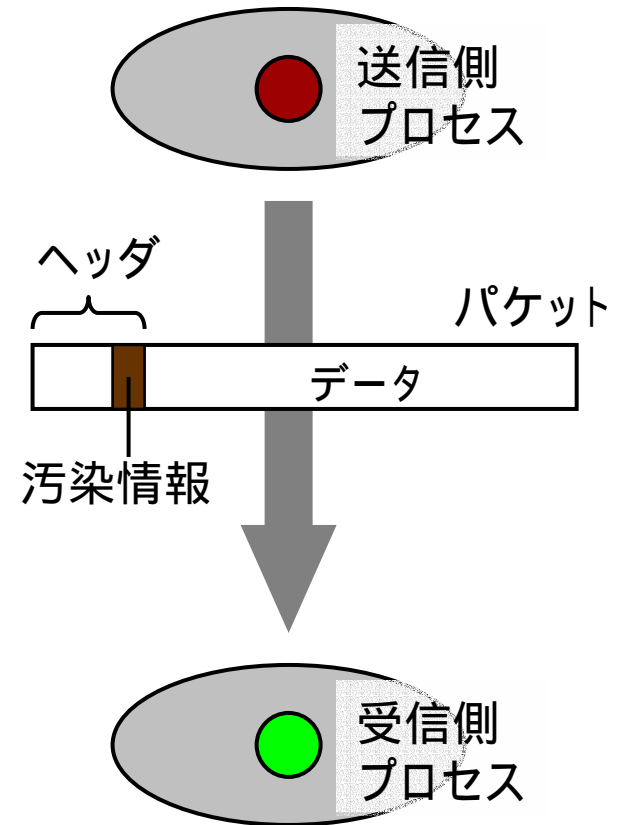 送信側
プロセス
ヘッダ
パケット
データ
汚染情報
受信側
プロセス